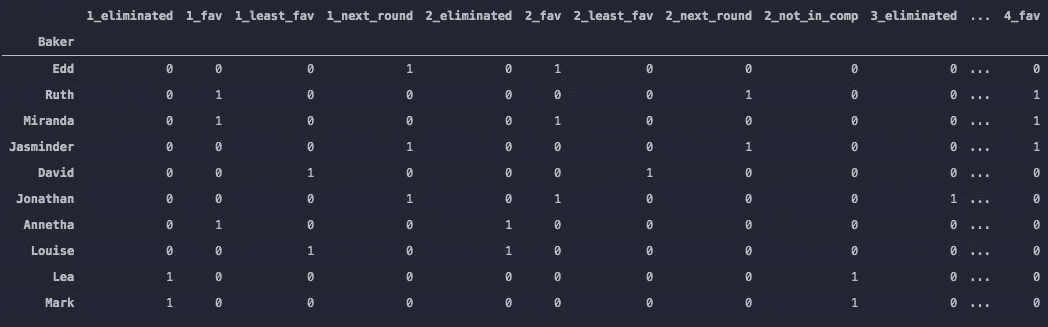 1_eliminated 1_fav 1_least_fav 1_next_round 2_eliminated 2_fav 2_least_fav 2_next_round 2_not_in_comp 3_eliminated ... 4_fav
Baker
Edd 0 0 0 1 0 1 0 0 0 0 ... 0
Ruth 0 1 0 0 0 0 0 1 0 0 ... 1
Miranda 0 1 0 0 0 1 0 0 0 0 ... 1
Jasminder 0 0 0 1 0 0 0 1 0 0 ... 1
David 0 0 1 0 0 0 1 0 0 0 ... 0
Jonathan 0 0 0 1 0 1 0 0 0 1 ... 0
Annetha 0 1 0 0 1 0 0 0 0 0 ... 0
Louise 0 0 1 0 1 0 0 0 0 0 ... 0
Lea 1 0 0 0 0 0 0 0 1 0 ... 0
Mark 1 0 0 0 0 0 0 0 1 0 ... 0